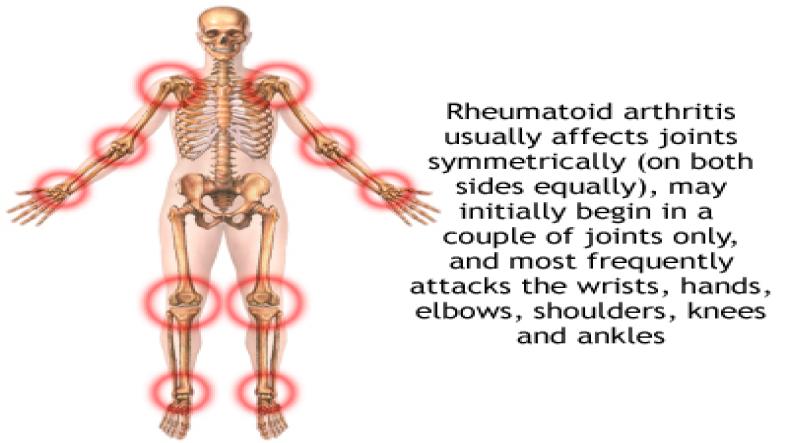 Rheumatoid arthritis
usually affects joints
symmetrically (on both
sides equally), may
initially begin in a
couple of joints only,
and most frequently
attacks the wrists, hands,
elbows, shoulders, knees
and ankles